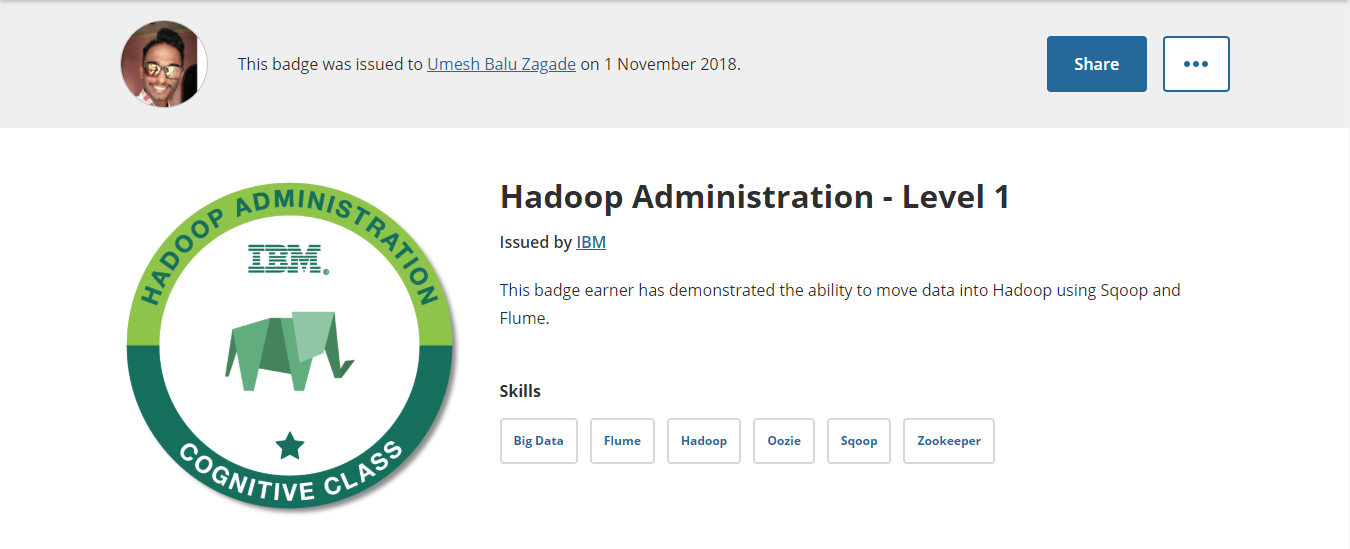 This badge was issued to Umesh Balu Zagade on 1 November 2018.
Share
•••
HADOOP ADMINISTRATION
IBM®
COGNITIVE CLASS
Hadoop Administration - Level 1
Issued by IBM
This badge earner has demonstrated the ability to move data into Hadoop using Sqoop and
Flume.
Skills
Big Data Flume Hadoop Oozie Sqoop Zookeeper